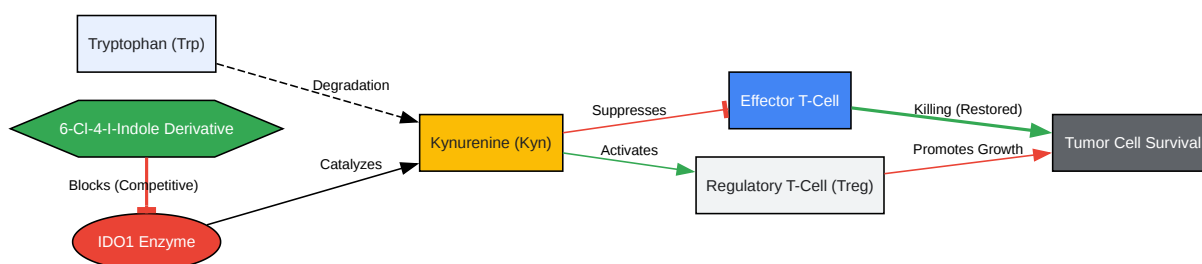 Tryptophan (Trp)
Degradation
6-Cl-4-I-Indole Derivative
Blocks (Competitive)
IDO1 Enzyme
Catalyzes
Kynurenine (Kyn)
Suppresses
Activates
Effector T-Cell
Regulatory T-Cell (Treg)
Killing (Restored)
Promotes Growth
Tumor Cell Survival